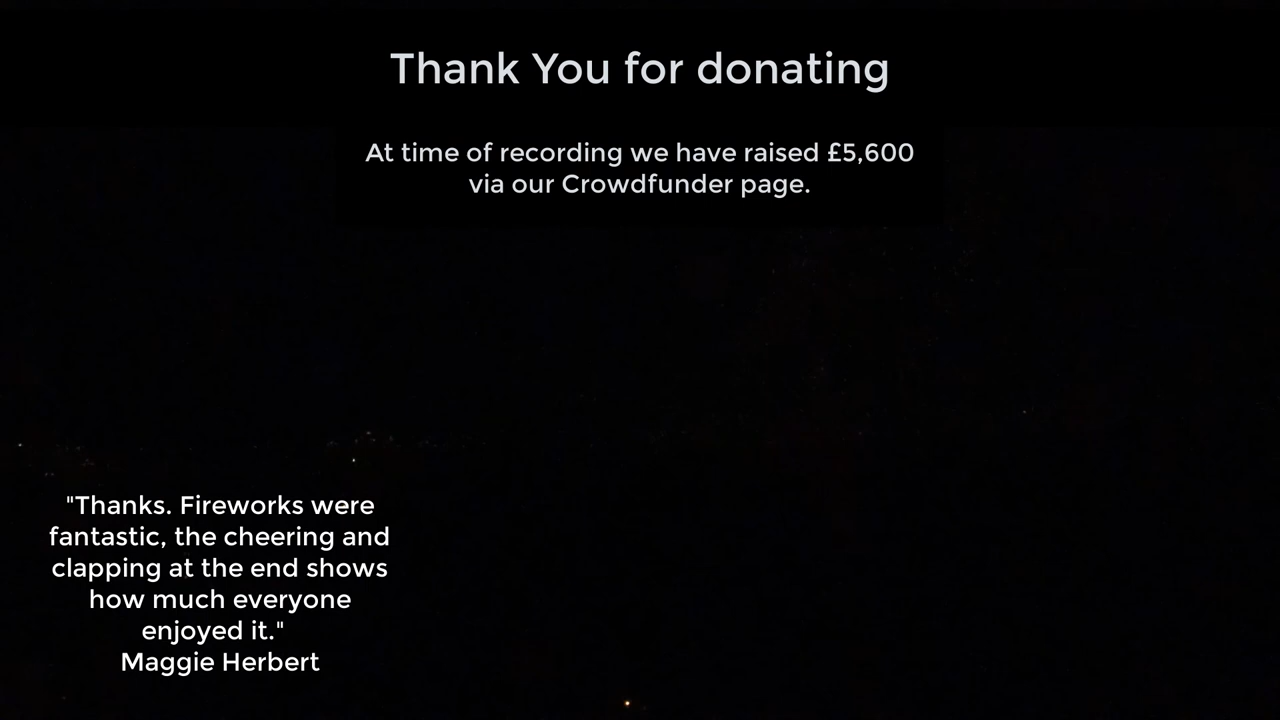 Thank You for donating
At time of recording we have raised £5,600
via our Crowdfunder page.
"Thanks. Fireworks were
fantastic, the cheering and
clapping at the end shows
how much everyone
enjoyed it."
Maggie Herbert